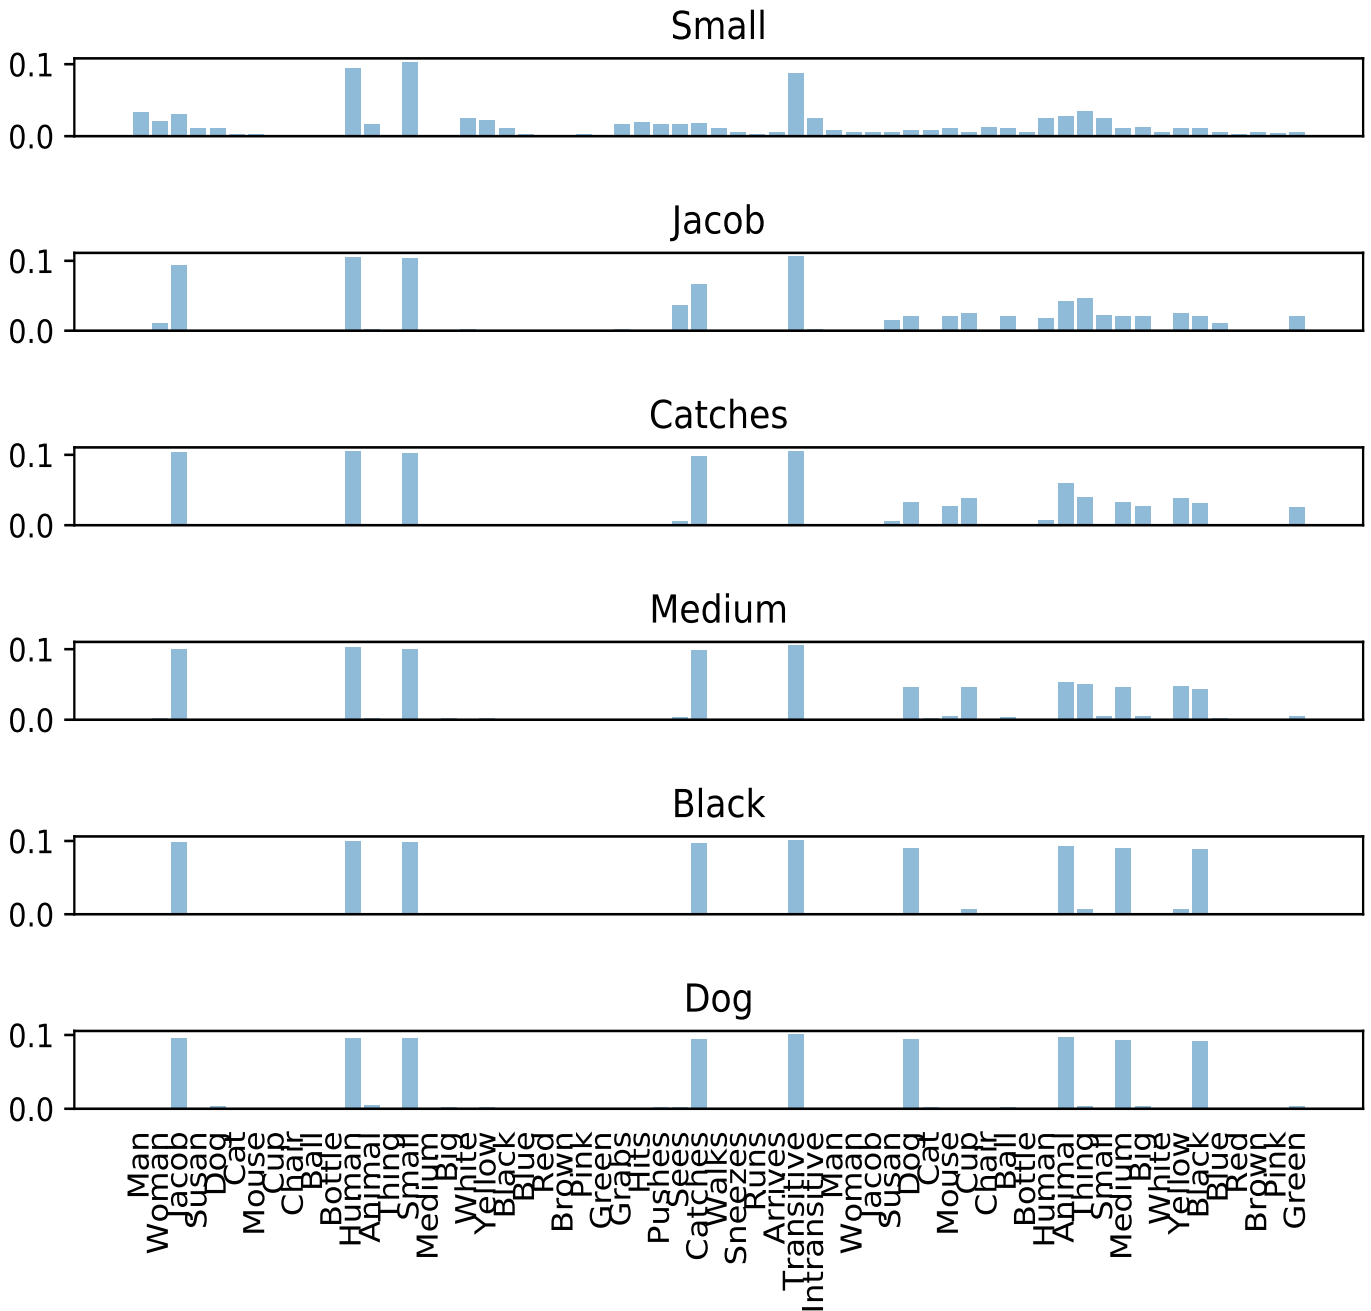 Small
0.1
0.0
Jacob
0.1
0.0
Catches
0.1
0.0
Medium
0.1
0.0
Black
0.1
0.0
Dog
0.1
0.0
Man
Woman
Jacob
Susan
Dog
Cat
Mouse
Cup
Chair
Ball
Bottle
Human
Animal
Thing
Small
Medium
Big
White
Yellow
Black
Blue
Red
Brown
Pink
Green
Grabs
Hits
Pushes
Sees
Catches
Walks
Sneezes
Runs
Arrives
Transitive
Intransitive
Man
Woman
Jacob
Susan
Dog
Cat
Mouse
Cup
Chair
Ball
Bottle
Human
Animal
Thing
Small
Medium
Big
White
Yellow
Black
Blue
Red
Brown
Pink
Green